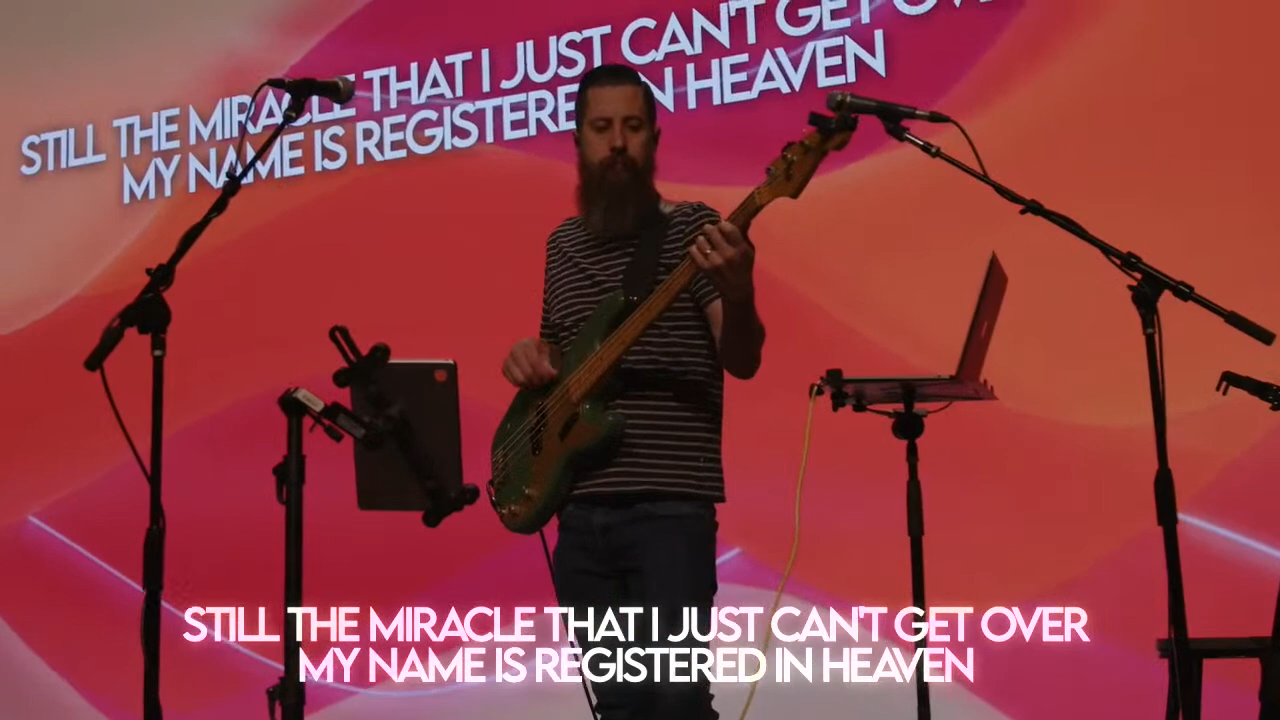 STILL THE MIRACLE THAT I JUST CAN'T GET OVER
MY NAME IS REGISTERED IN HEAVEN
STILL THE MIRACLE THAT I JUST CAN'T GET OVER
MY NAME IS REGISTERED IN HEAVEN